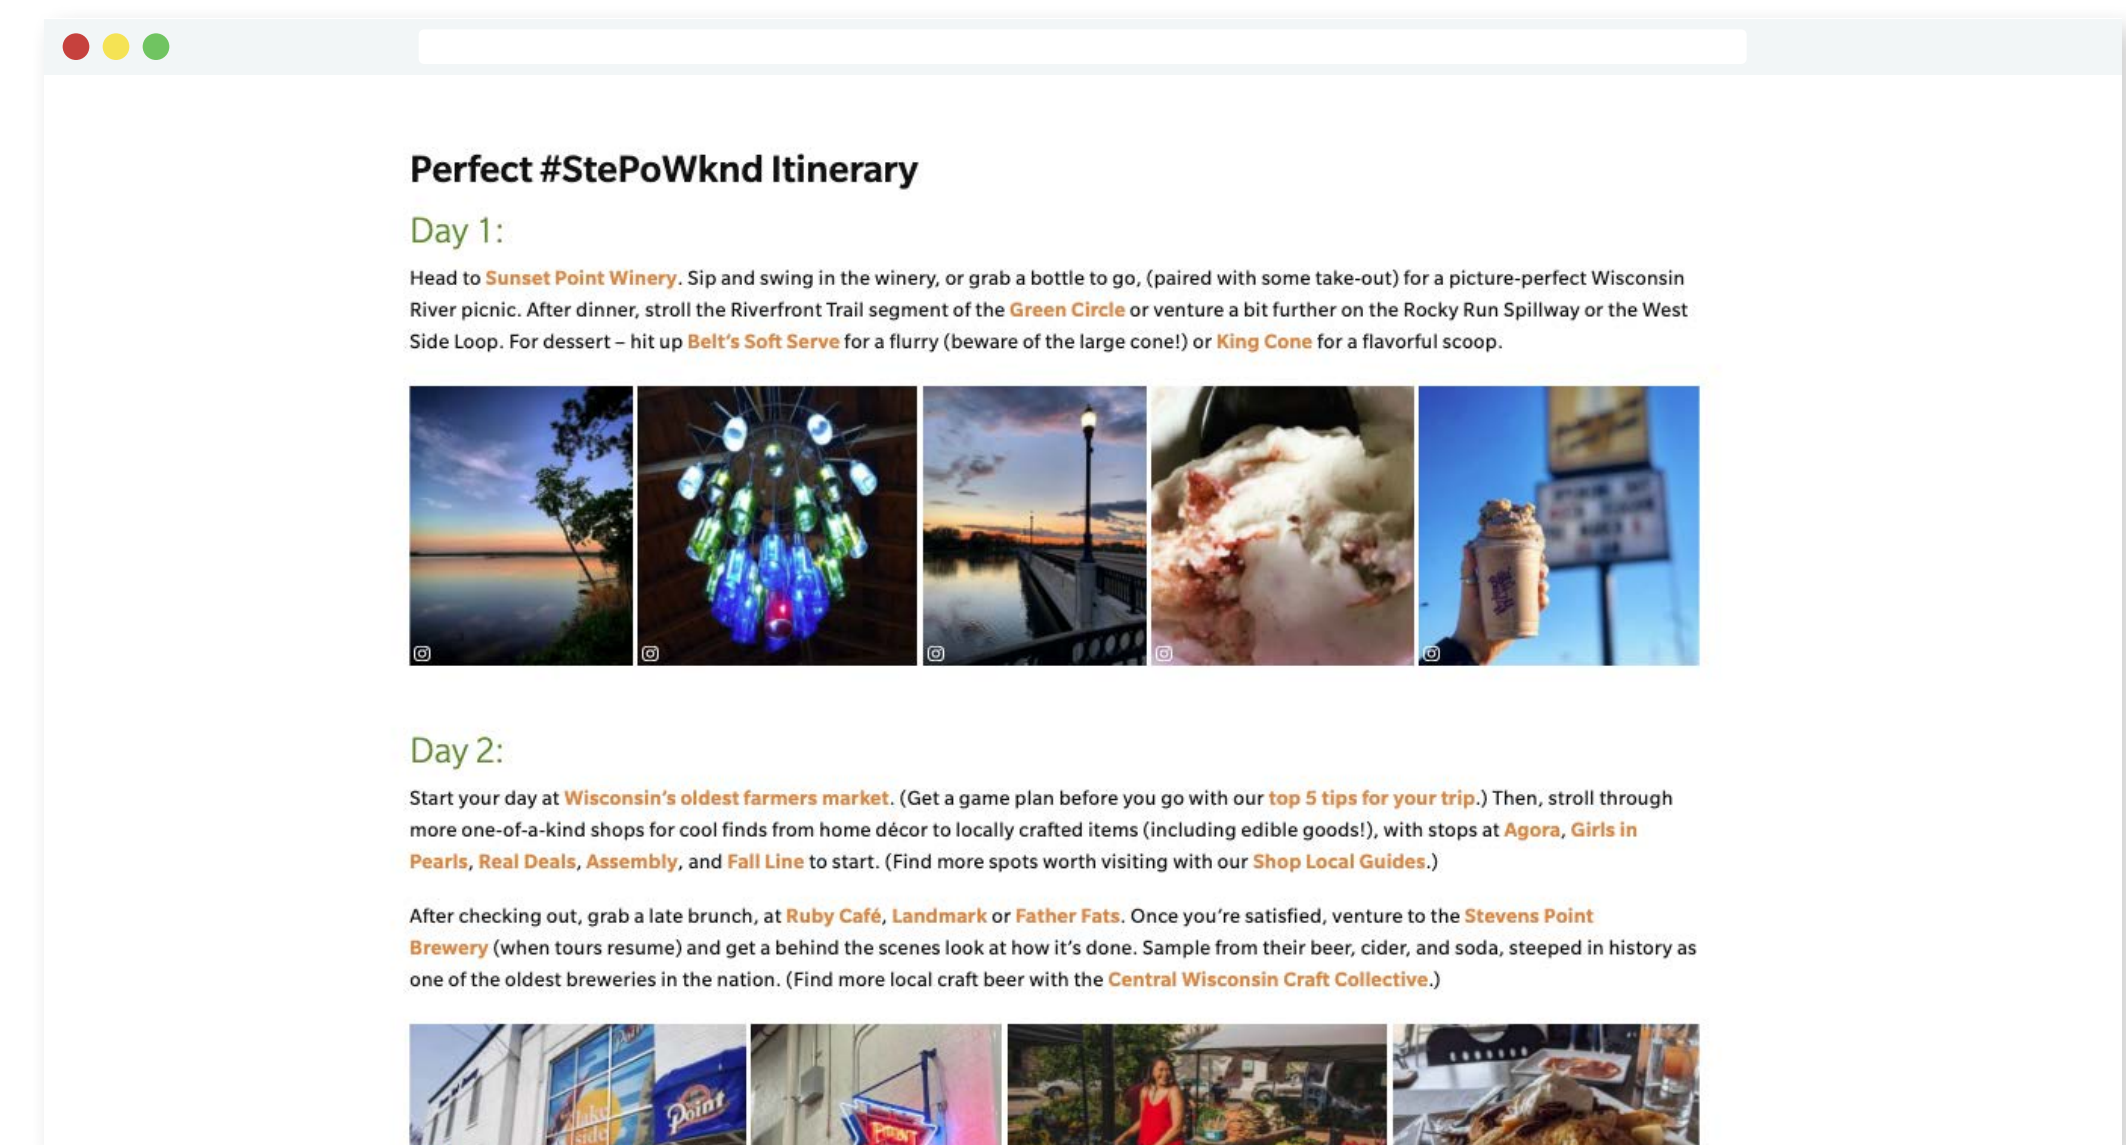 Perfect #StePoWknd Itinerary
Day 1:
Head to Sunset Point Winery. Sip and swing in the winery, or grab a bottle to go, (paired with some take-out) for a picture-perfect Wisconsin
River picnic. After dinner, stroll the Riverfront Trail segment of the Green Circle or venture a bit further on the Rocky Run Spillway or the West
Side Loop. For dessert – hit up Belt's Soft Serve for a flurry (beware of the large cone!) or King Cone for a flavorful scoop.
Day 2:
Start your day at Wisconsin's oldest farmers market. (Get a game plan before you go with our top 5 tips for your trip.) Then, stroll through
more one-of-a-kind shops for cool finds from home décor to locally crafted items (including edible goods!), with stops at Agora, Girls in
Pearls, Real Deals, Assembly, and Fall Line to start. (Find more spots worth visiting with our Shop Local Guides.)
After checking out, grab a late brunch, at Ruby Café, Landmark or Father Fats. Once you're satisfied, venture to the Stevens Point
Brewery (when tours resume) and get a behind the scenes look at how it's done. Sample from their beer, cider, and soda, steeped in history as
one of the oldest breweries in the nation. (Find more local craft beer with the Central Wisconsin Craft Collective.)
Point
Point
lake
side
POINT